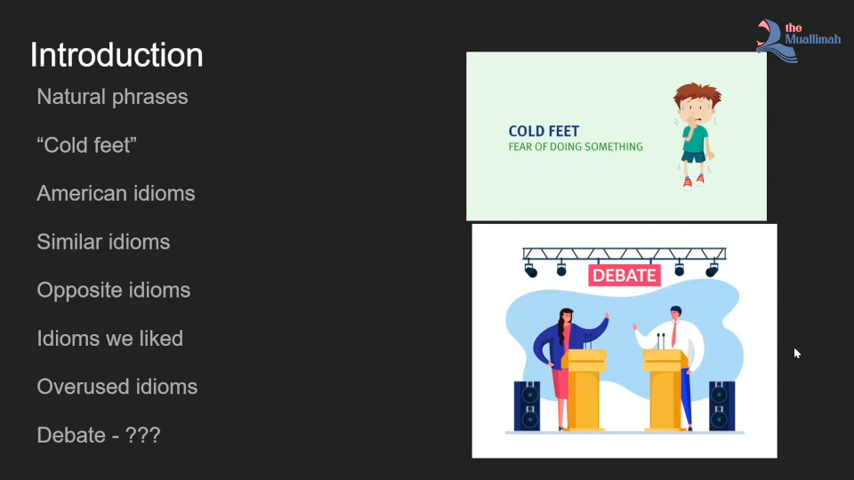 Introduction
Natural phrases
“Cold feet”
American idioms
Similar idioms
Opposite idioms
Idioms we liked
Overused idioms
Debate - ???
the
Muallimah
COLD FEET
FEAR OF DOING SOMETHING
DEBATE